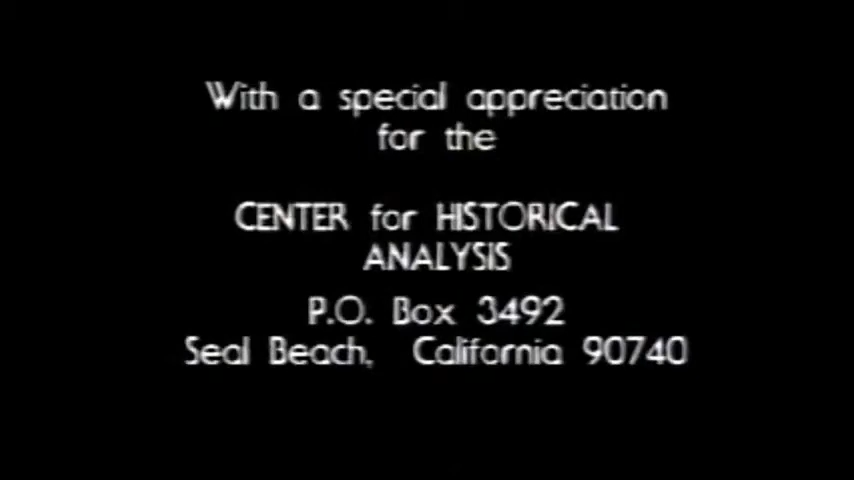 With a special appreciation
for the
CENTER for HISTORICAL
ANALYSIS
P.O. Box 3492
Seal Beach, California 90740